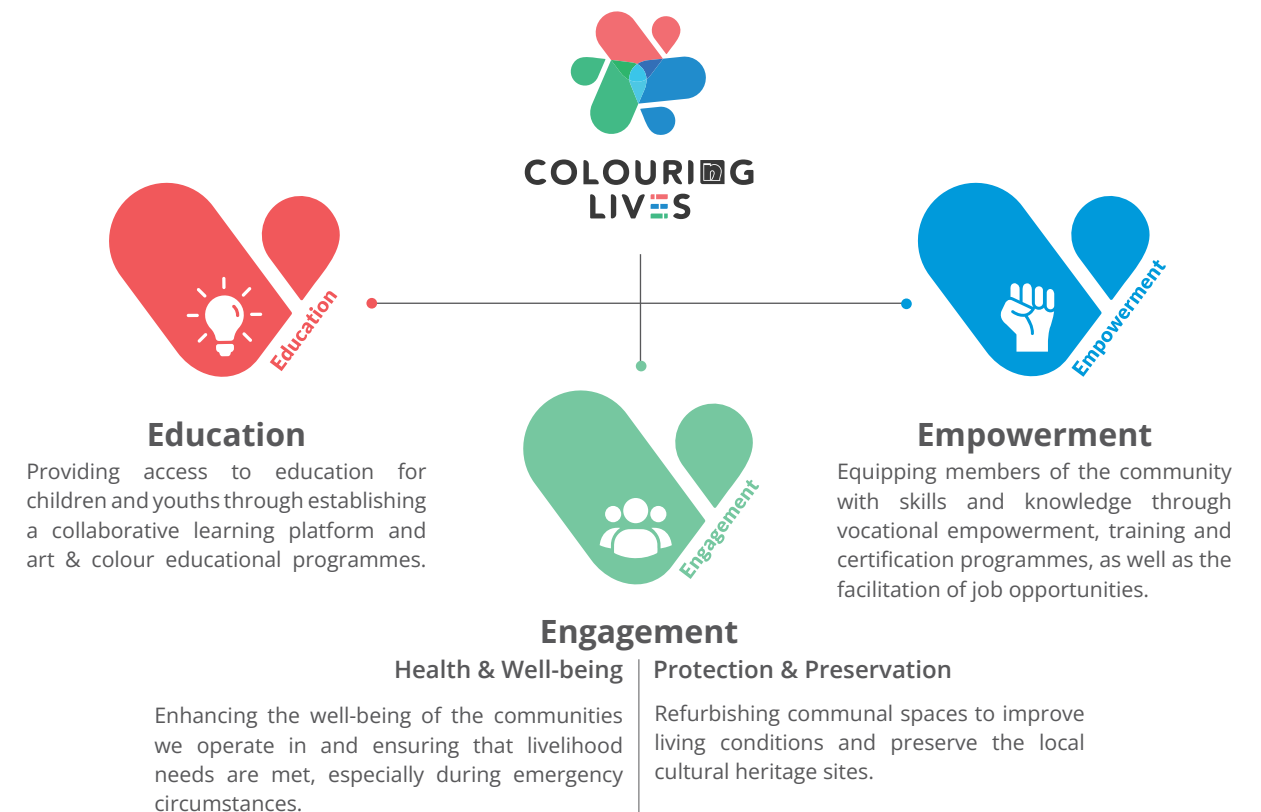 COLOURING
LIVES
Education
Empowerment
Engagement
Education
Providing access to education for
children and youths through establishing
a collaborative learning platform and
art & colour educational programmes.
Empowerment
Equipping members of the community
with skills and knowledge through
vocational empowerment, training and
certification programmes, as well as the
facilitation of job opportunities.
Engagement
Health & Well-being
Enhancing the well-being of the communities
we operate in and ensuring that livelihood
needs are met, especially during emergency
circumstances.
Protection & Preservation
Refurbishing communal spaces to improve
living conditions and preserve the local
cultural heritage sites.